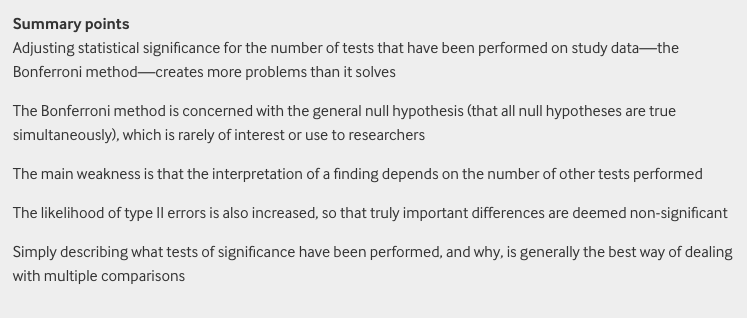 Summary points
Adjusting statistical significance for the number of tests that have been performed on study data—the
Bonferroni method—creates more problems than it solves
The Bonferroni method is concerned with the general null hypothesis (that all null hypotheses are true
simultaneously), which is rarely of interest or use to researchers
The main weakness is that the interpretation of a finding depends on the number of other tests performed
The likelihood of type II errors is also increased, so that truly important differences are deemed non-significant
Simply describing what tests of significance have been performed, and why, is generally the best way of dealing
with multiple comparisons